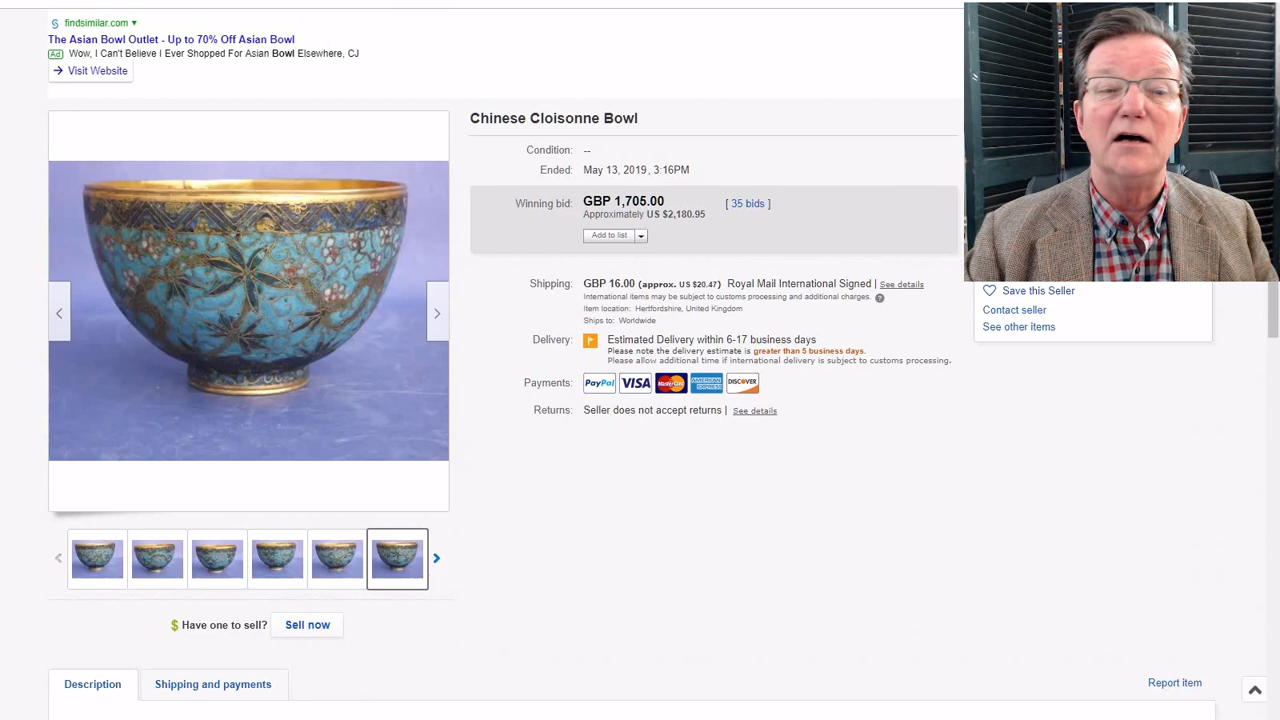 findsimilar.com
The Asian Bowl Outlet - Up to 70% Off Asian Bowl
Ad Wow, I Can't Believe I Ever Shopped For Asian Bowl Elsewhere, CJ
Visit Website
Chinese Cloisonne Bowl
Condition: --
Ended: May 13, 2019 , 3:16PM
Winning bid: GBP 1,705.00 [ 35 bids ]
Approximately US $2,180.95
Add to list
Shipping: GBP 16.00 (approx. US $20.47) Royal Mail International Signed | See details
International items may be subject to customs processing and additional charges. ?
Item location: Hertfordshire, United Kingdom
Ships to: Worldwide
Delivery: Estimated Delivery within 6-17 business days
Please note the delivery estimate is greater than 5 business days.
Please allow additional time if international delivery is subject to customs processing.
Payments: PayPal VISA MasterCard AMERICAN EXPRESS DISCOVER
Returns: Seller does not accept returns | See details
Save this Seller
Contact seller
See other items
$ Have one to sell? Sell now
Description Shipping and payments
Report item